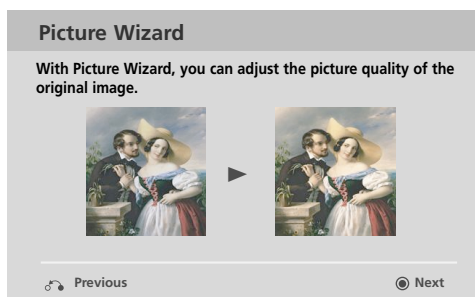 Picture Wizard
With Picture Wizard, you can adjust the picture quality of the
original image.
Previous
Next